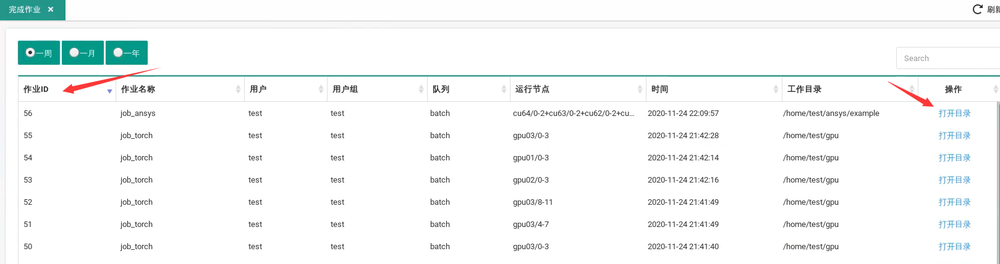 完成作业 ×
刷新
一周 一月 一年
Search
作业ID 作业名称 用户 用户组 队列 运行节点 时间 工作目录 操作
56 job_ansys test test batch cu64/0-2+cu63/0-2+cu62/0-2+cu... 2020-11-24 22:09:57 /home/test/ansys/example 打开目录
55 job_torch test test batch gpu03/0-3 2020-11-24 21:42:28 /home/test/gpu 打开目录
54 job_torch test test batch gpu01/0-3 2020-11-24 21:42:14 /home/test/gpu 打开目录
53 job_torch test test batch gpu02/0-3 2020-11-24 21:42:16 /home/test/gpu 打开目录
52 job_torch test test batch gpu03/8-11 2020-11-24 21:41:49 /home/test/gpu 打开目录
51 job_torch test test batch gpu03/4-7 2020-11-24 21:41:49 /home/test/gpu 打开目录
50 job_torch test test batch gpu03/0-3 2020-11-24 21:41:40 /home/test/gpu 打开目录